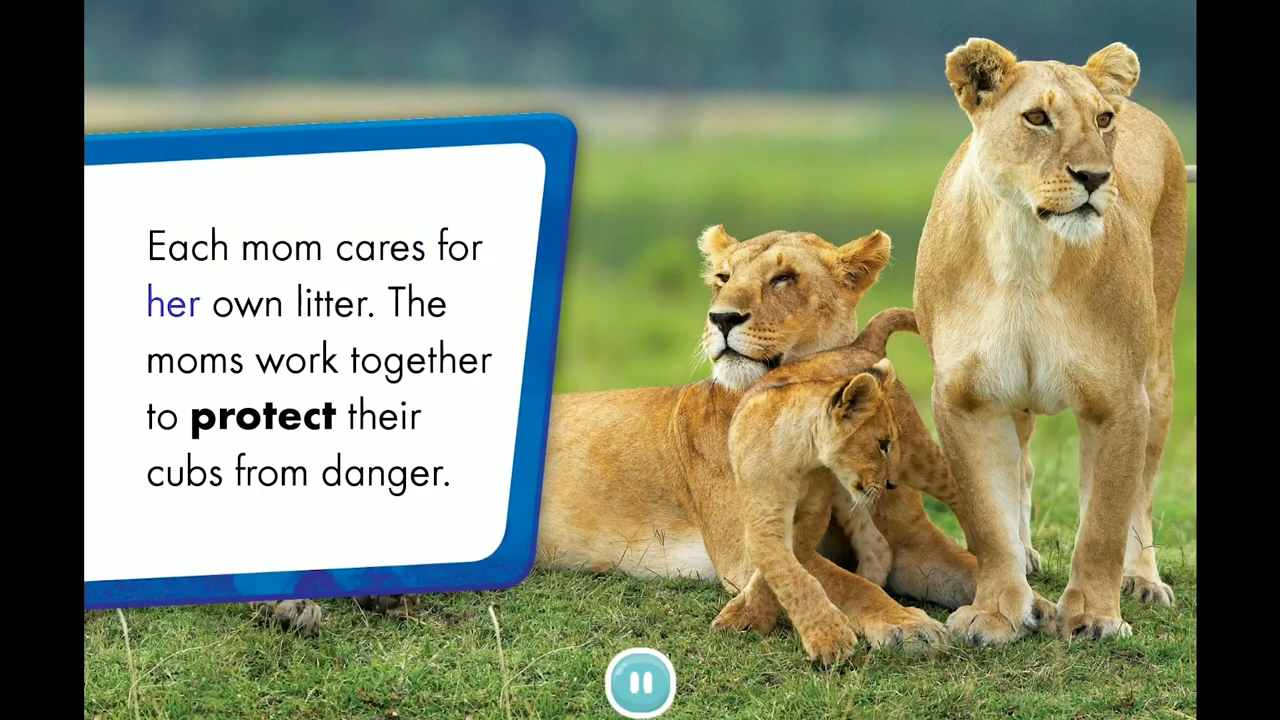 Each mom cares for
her own litter. The
moms work together
to protect their
cubs from danger.